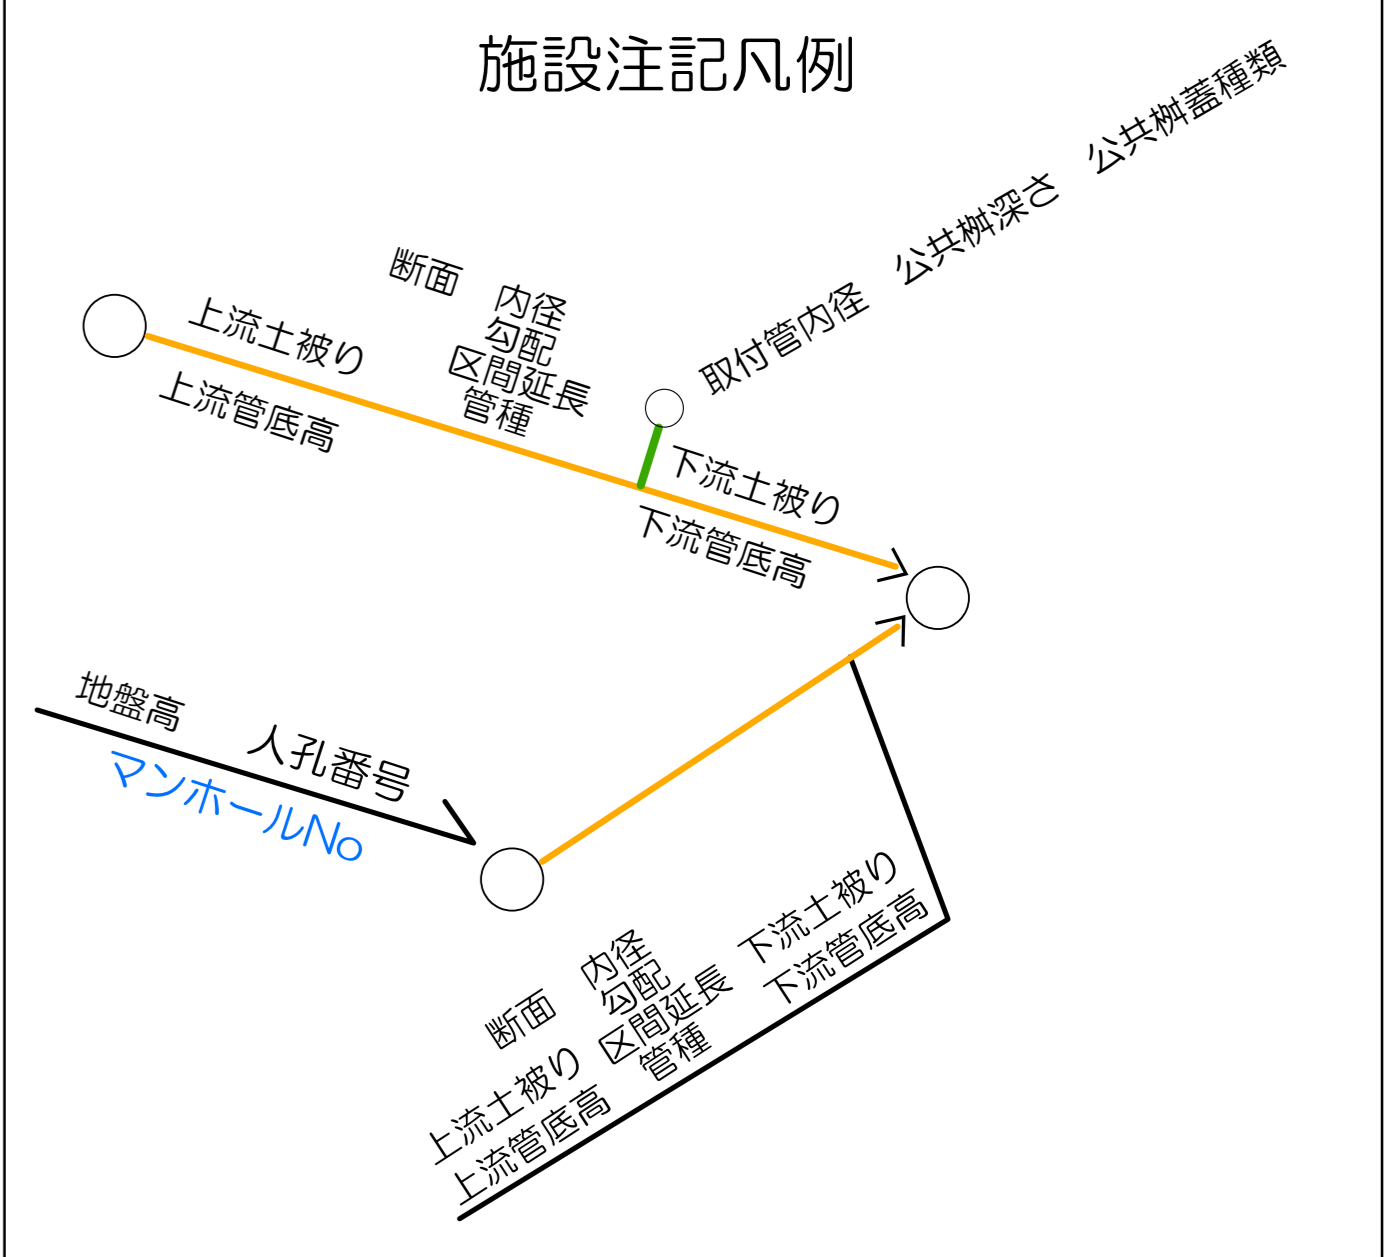 施設注記凡例
取付管内径　公共桝深さ　公共桝蓋種類
断面　内径
勾配
区間延長
管種
上流土被り
上流管底高
下流土被り
下流管底高
地盤高　人孔番号
マンホールNo
断面　内径
勾配
区間延長
管種
上流土被り
上流管底高
下流土被り
下流管底高